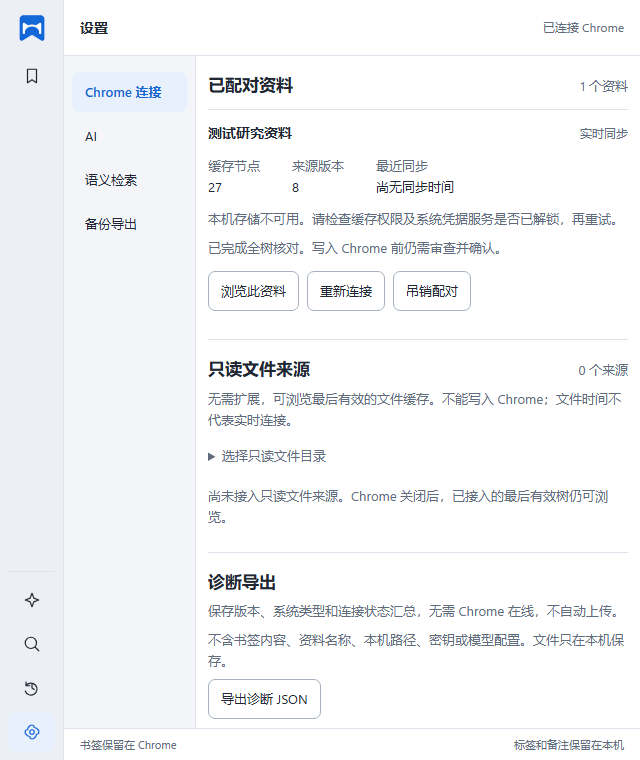 设置
已连接 Chrome
Chrome 连接
AI
语义检索
备份导出
已配对资料
1 个资料
测试研究资料
实时同步
缓存节点
来源版本
最近同步
27
8
尚无同步时间
本机存储不可用。请检查缓存权限及系统凭据服务是否已解锁，再重试。
已完成全树核对。写入 Chrome 前仍需审查并确认。
浏览此资料
重新连接
吊销配对
只读文件来源
0 个来源
无需扩展，可浏览最后有效的文件缓存。不能写入 Chrome；文件时间不
代表实时连接。
选择只读文件目录
尚未接入只读文件来源。Chrome 关闭后，已接入的最后有效树仍可浏
览。
诊断导出
保存版本、系统类型和连接状态汇总，无需 Chrome 在线，不自动上传。
不含书签内容、资料名称、本机路径、密钥或模型配置。文件只在本机保
存。
导出诊断 JSON
书签保留在 Chrome
标签和备注保留在本机